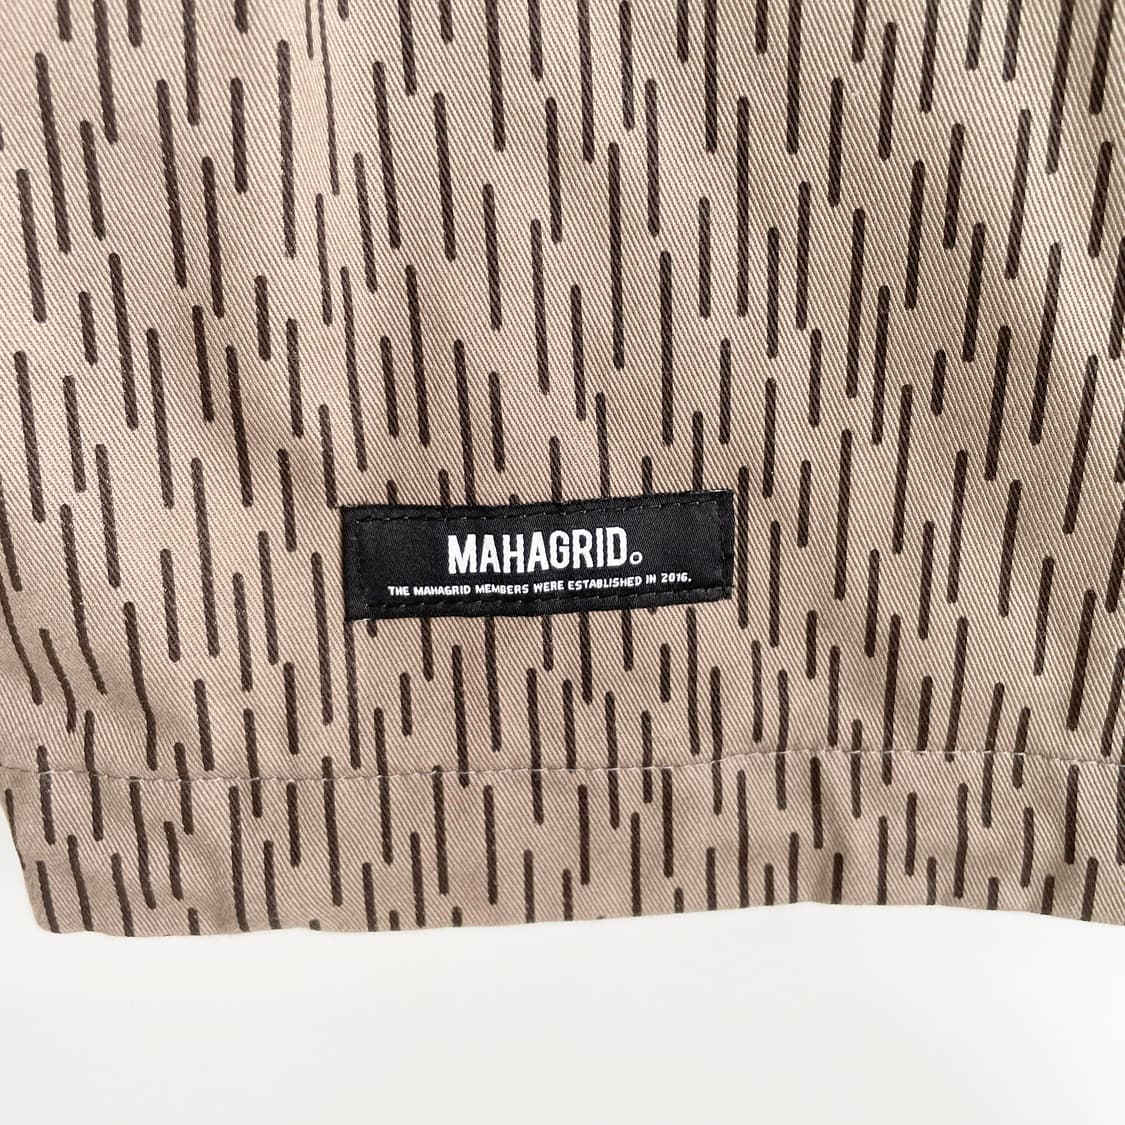 MAHAGRID.
THE MAHAGRID MEMBERS WERE ESTABLISHED IN 2016.